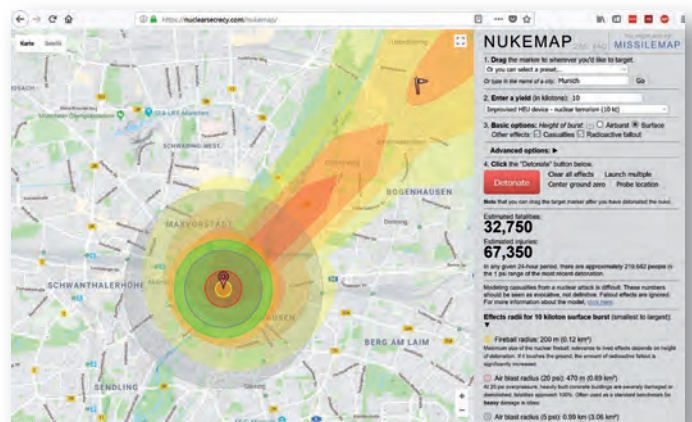 https://nuclearsecrecy.com/nukemap/
Karte Satellit
MAXVORSTADT
BOGENHAUSEN
SCHWANTHALERHÖHE
BERG AM LAIM
SENDLING
SCHWABING-WEST
SEA LIFE München
Denning
NUKEMAP
FAQ
MISSILEMAP
1. Drag the marker to wherever you'd like to target.
Or you can select a preset...
Or type in the name of a city: Munich Go
2. Enter a yield (in kilotons): 10
Improvised HEU device - nuclear terrorism (10 kt)
3. Basic options: Height of burst: Airburst Surface
Other effects: Casualties Radioactive fallout
Advanced options: ►
4. Click the "Detonate" button below.
Detonate
Clear all effects Launch multiple
Center ground zero Probe location
Note that you can drag the target marker after you have detonated the nuke.
Estimated fatalities:
32,750
Estimated injuries:
67,350
In any given 24-hour period, there are approximately 219,582 people in
the 1 psi range of the most recent detonation.
Modeling casualties from a nuclear attack is difficult. These numbers
should be seen as evocative, not definitive. Fallout effects are ignored.
For more information about the model, click here.
Effects radii for 10 kiloton surface burst (smallest to largest):
▼
Fireball radius: 200 m (0.12 km²)
Maximum size of the nuclear fireball; relevance to lived effects depends on height
of detonation. If it touches the ground, the amount of radioactive fallout is
significantly increased.
Air blast radius (20 psi): 470 m (0.69 km²)
At 20 psi overpressure, heavily built concrete buildings are severely damaged or
demolished; fatalities approach 100%. Often used as a standard benchmark for
heavy damage in cities.
Air blast radius (5 psi): 0.99 km (3.06 km²)